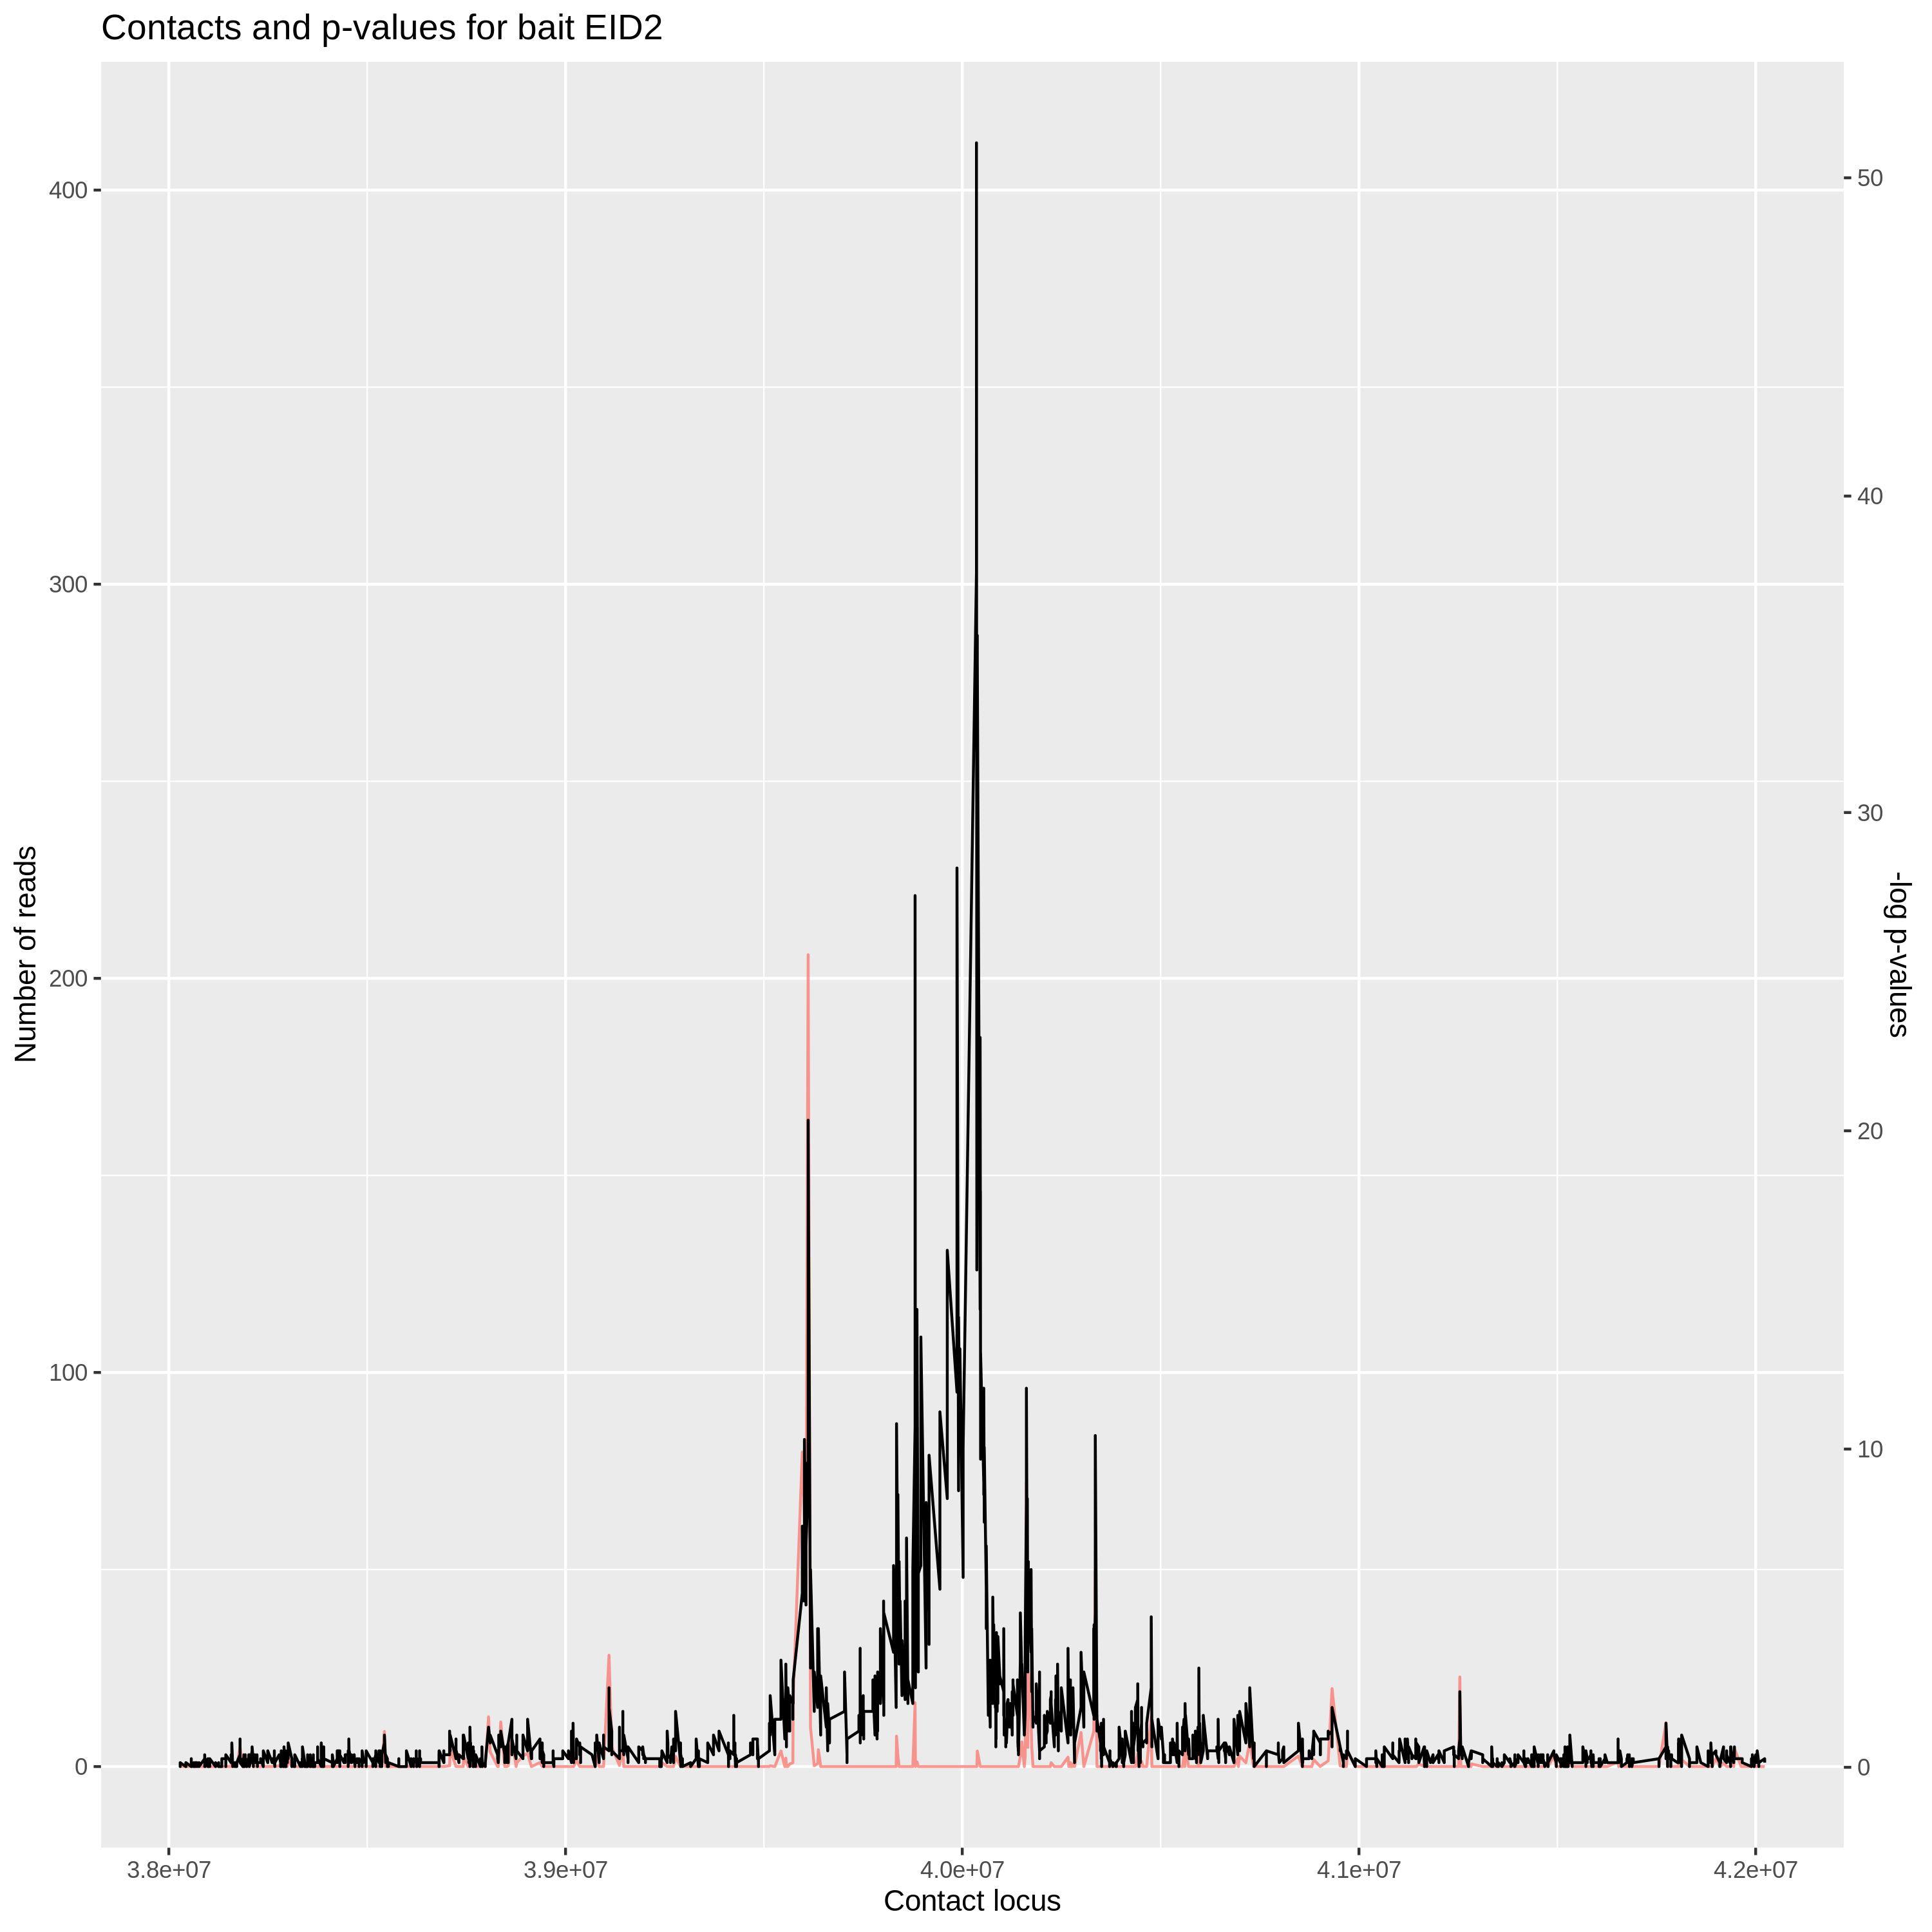 Contacts and p-values for bait EID2
Number of reads
400
300
200
100
0
50
40
30
20
10
0
-log p-values
3.8e+07
3.9e+07
4.0e+07
4.1e+07
4.2e+07
Contact locus